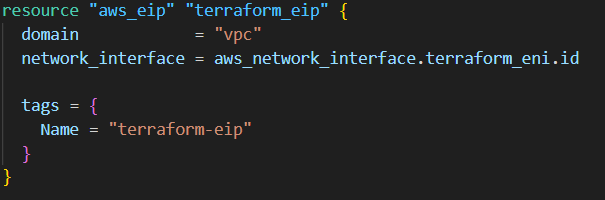 resource "aws_eip" "terraform_eip" {
  domain            = "vpc"
  network_interface = aws_network_interface.terraform_eni.id

  tags = {
    Name = "terraform-eip"
  }
}